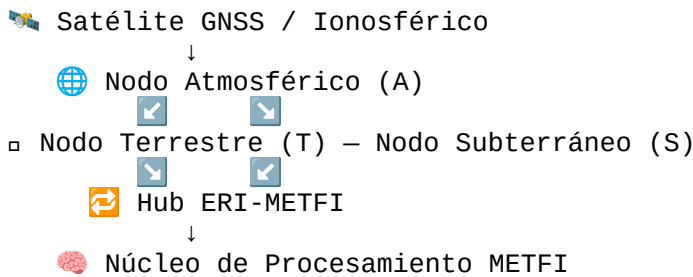 🛰️ Satélite GNSS / Ionosférico
↓
🌐 Nodo Atmosférico (A)
↙️ ↘️
▯ Nodo Terrestre (T) — Nodo Subterráneo (S)
↘️ ↙️
🔁 Hub ERI-METFI
↓
🧠 Núcleo de Procesamiento METFI